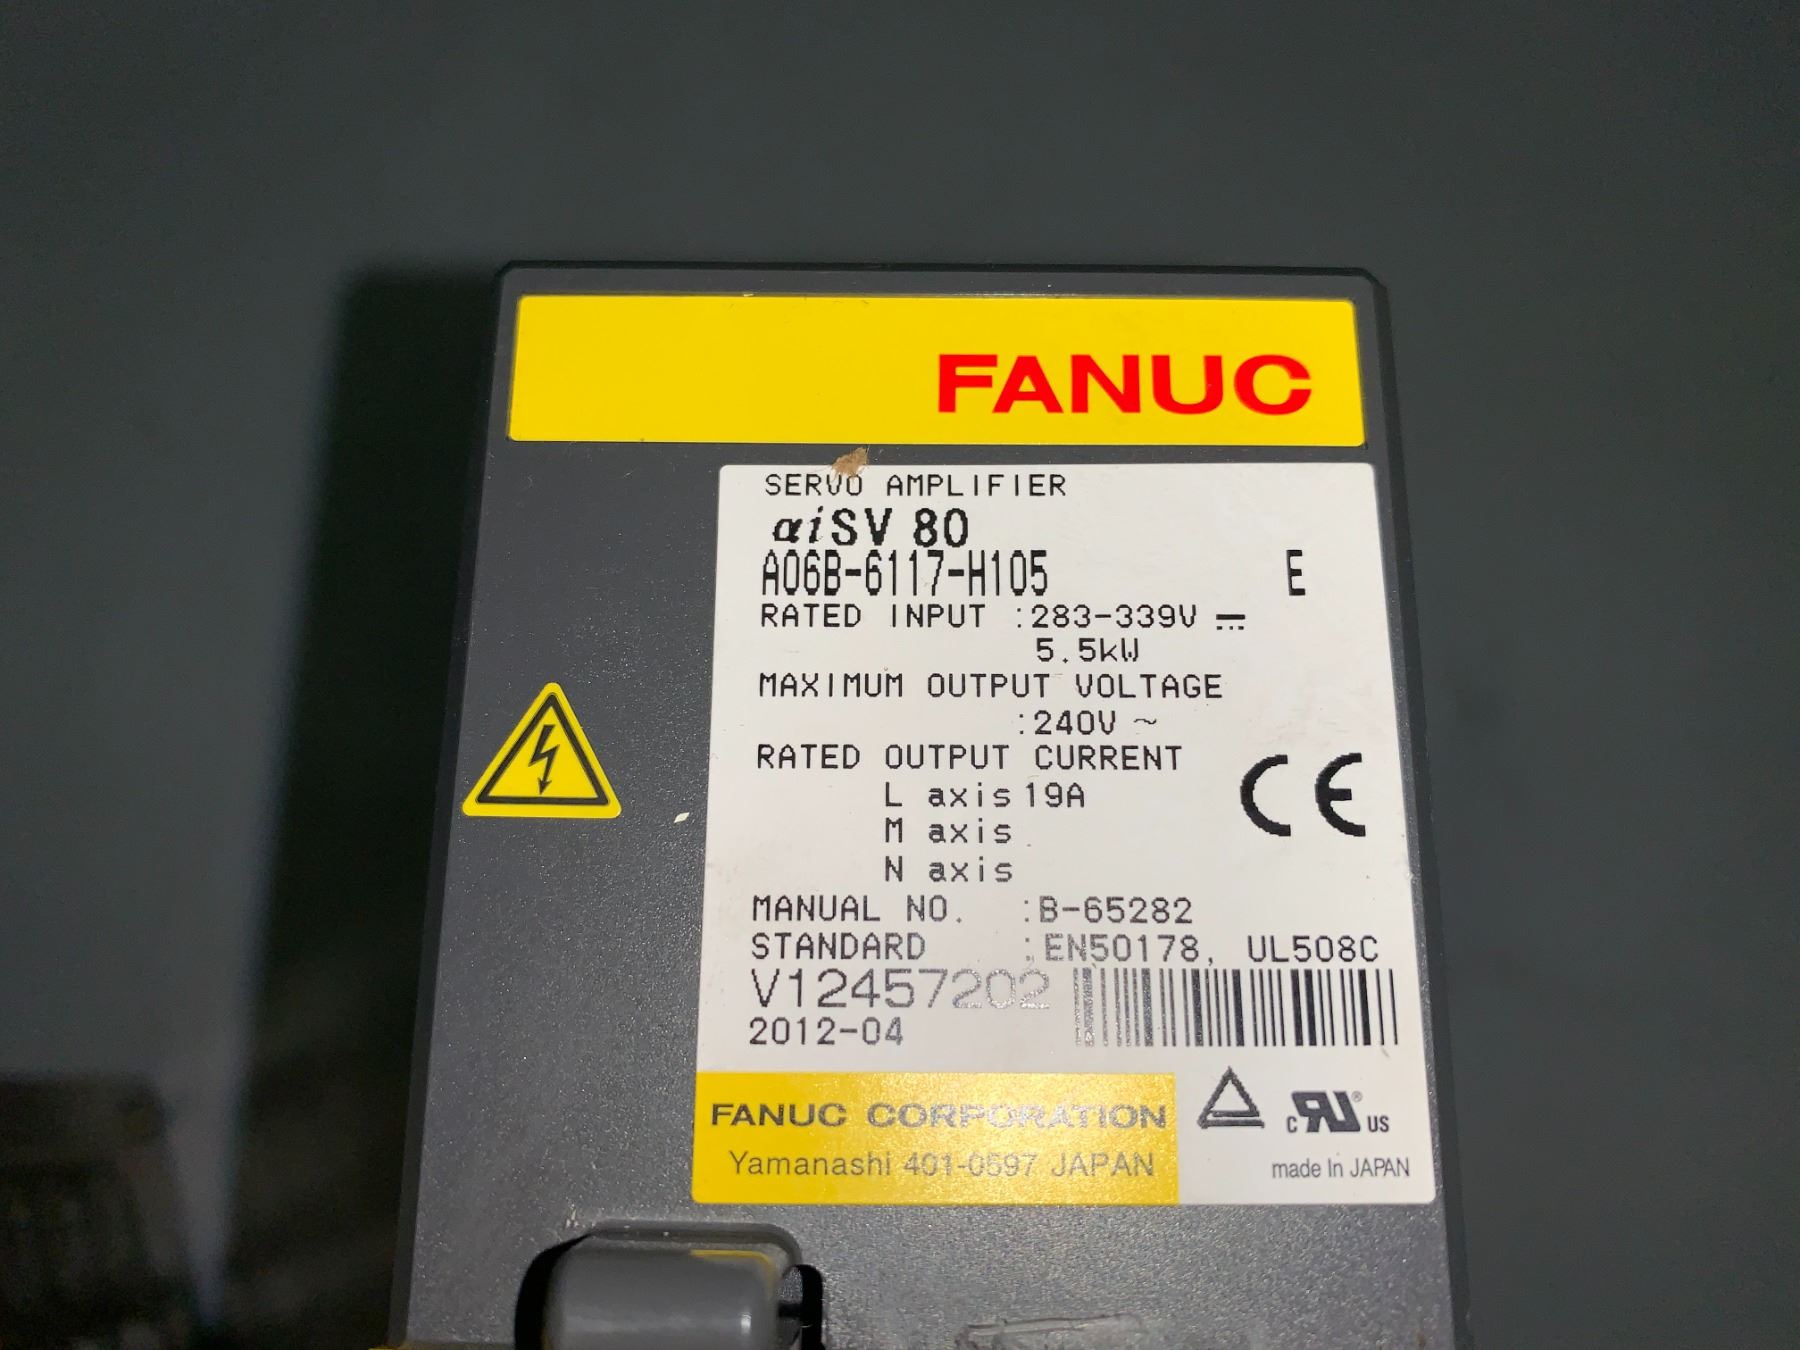 FANUC
SERVO AMPLIFIER
αiSV 80
A06B-6117-H105 E
RATED INPUT :283-339V ⎓
5.5kW
MAXIMUM OUTPUT VOLTAGE
:240V ~
RATED OUTPUT CURRENT
L axis 19A
M axis
N axis
CE
MANUAL NO. :B-65282
STANDARD :EN50178, UL508C
V12457202
2012-04
FANUC CORPORATION
Yamanashi 401-0597 JAPAN
c RU ® US
made In JAPAN